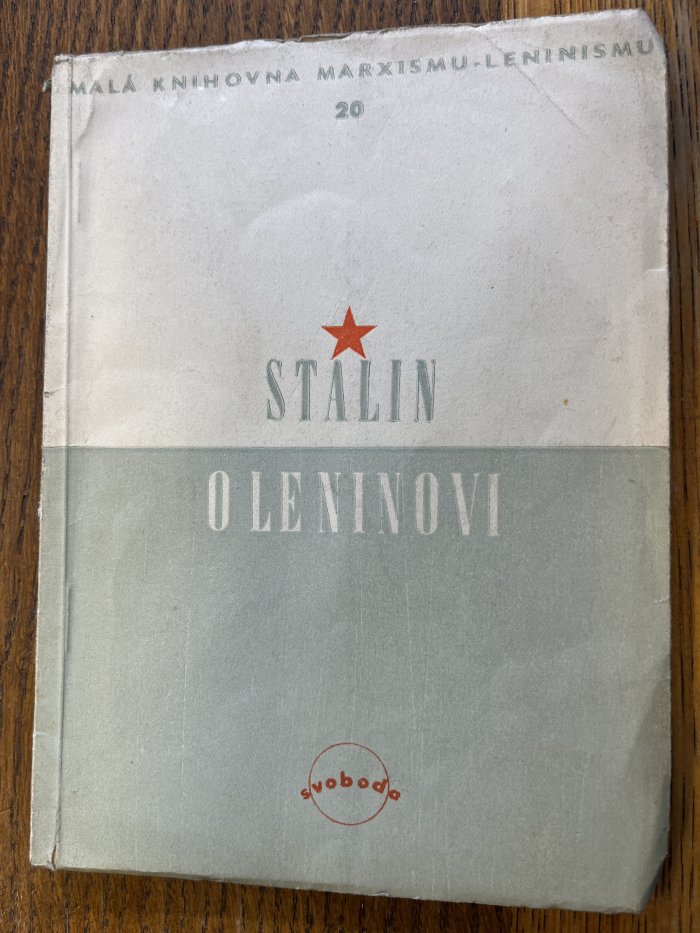 MALÁ KNIHOVNA MARXISMU-LENINISMU
20
STALIN
O LENINOVI
svoboda